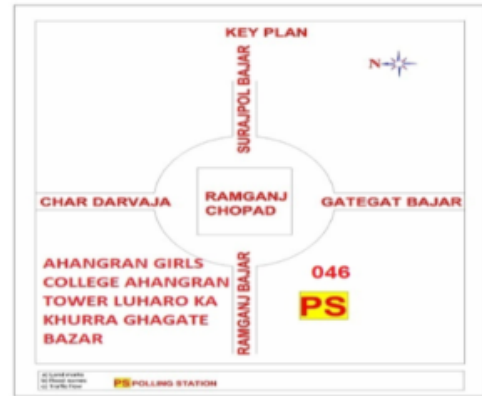 KEY PLAN
N
SURAJPOL BAJAR
CHAR DARVAJA
RAMGANJ
CHOPAD
GATEGAT BAJAR
RAMGANJ BAJAR
AHANGRAN GIRLS
COLLEGE AHANGRAN
TOWER LUHARO KA
KHURRA GHAGATE
BAZAR
046
PS
PS POLLING STATION